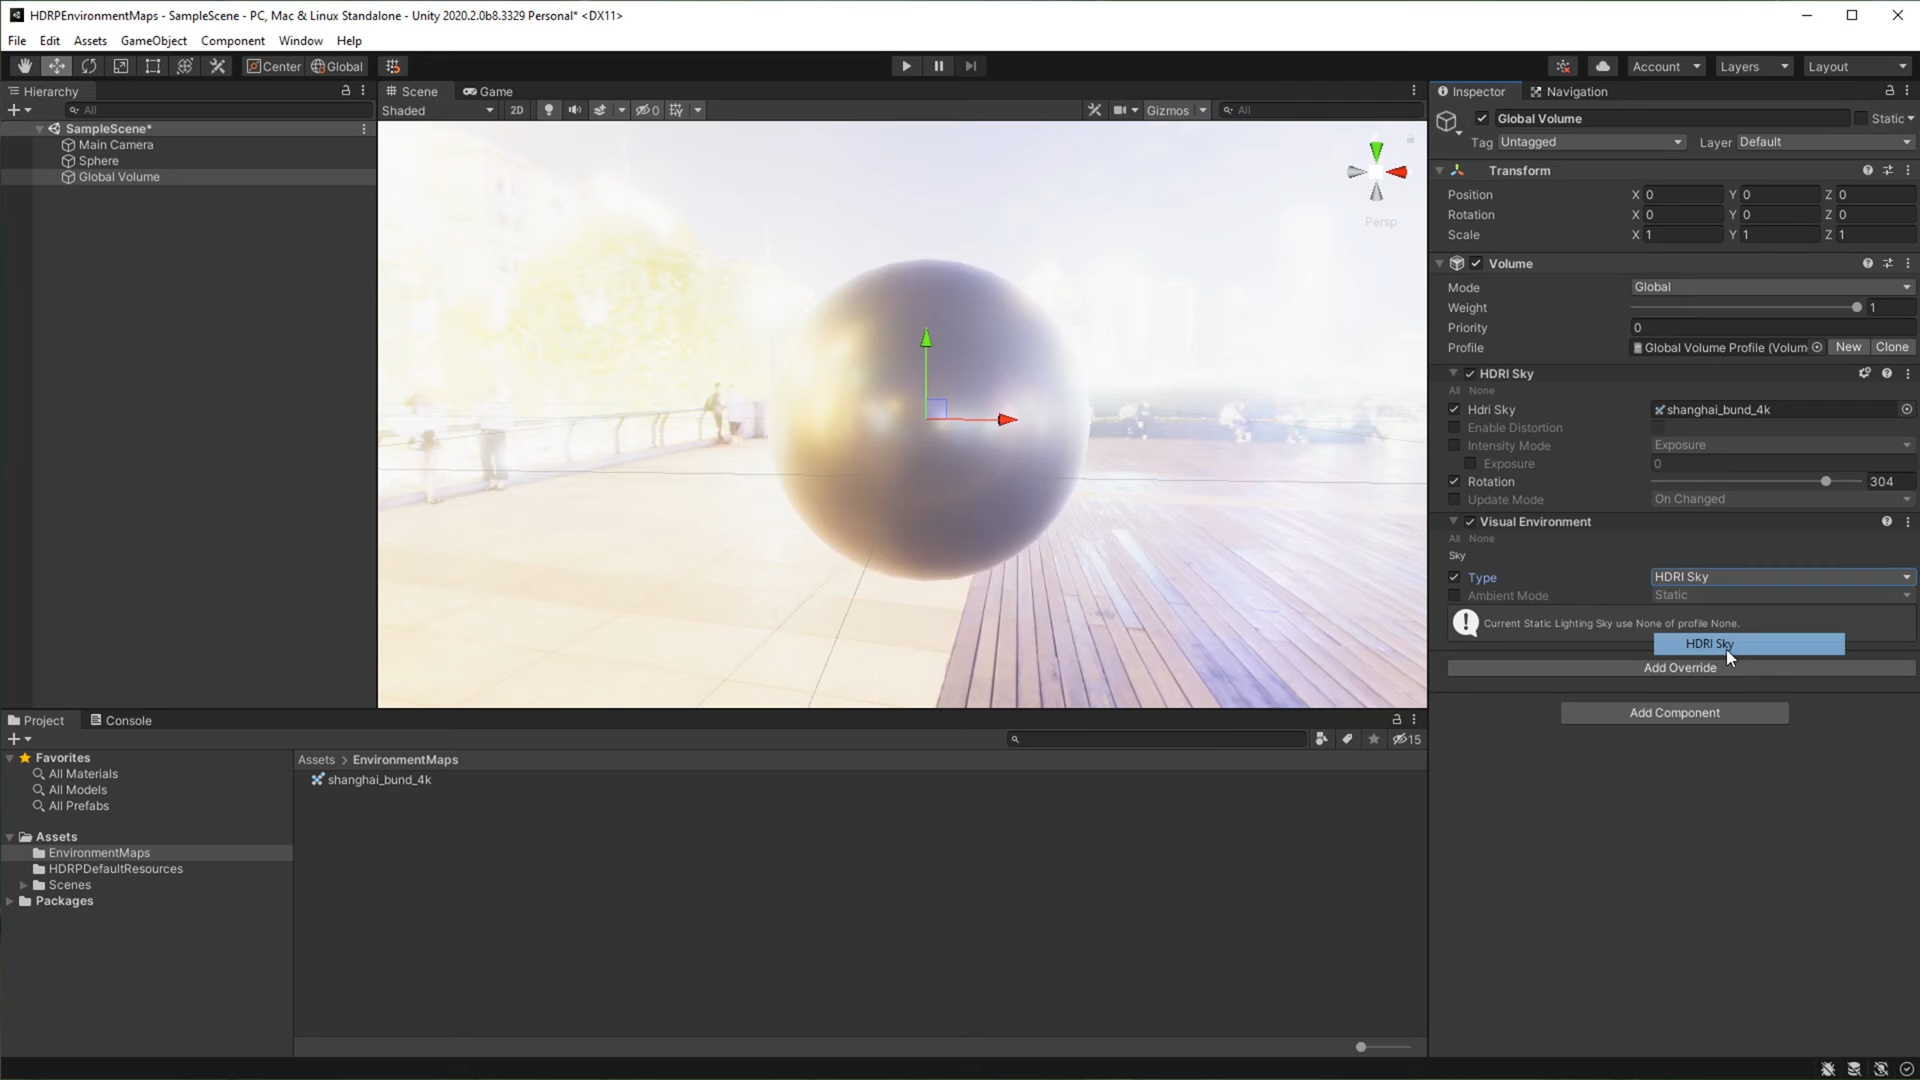 HDRPEnvironmentMaps - SampleScene - PC, Mac & Linux Standalone - Unity 2020.2.0b8.3329 Personal* <DX11>
File Edit Assets GameObject Component Window Help
Center Global Account Layers Layout
Hierarchy
All
SampleScene*
Main Camera
Sphere
Global Volume
Scene Game
Shaded 2D 0 Gizmos All
Persp
Inspector Navigation
Global Volume Static
Tag Untagged Layer Default
Transform
Position X 0 Y 0 Z 0
Rotation X 0 Y 0 Z 0
Scale X 1 Y 1 Z 1
Volume
Mode Global
Weight 1
Priority 0
Profile Global Volume Profile (Volum New Clone
HDRI Sky
All None
Hdri Sky shanghai_bund_4k
Enable Distortion
Intensity Mode Exposure
Exposure 0
Rotation 304
Update Mode On Changed
Visual Environment
All None
Sky
Type HDRI Sky
Ambient Mode Static
Current Static Lighting Sky use None of profile None.
HDRI Sky
Add Override
Add Component
Project Console
15
Favorites
All Materials
All Models
All Prefabs
Assets
EnvironmentMaps
HDRPDefaultResources
Scenes
Packages
Assets > EnvironmentMaps
shanghai_bund_4k